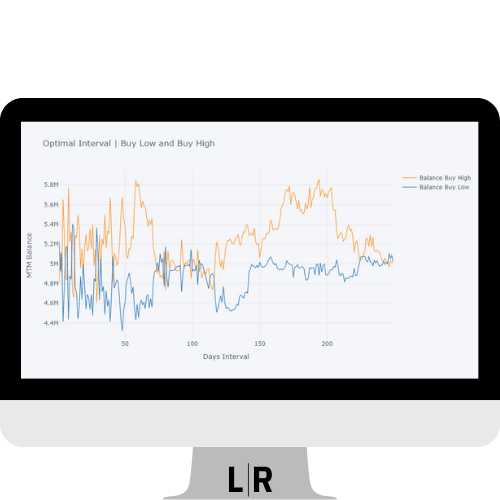 Optimal Interval | Buy Low and Buy High
Balance Buy High
Balance Buy Low
5.8M
5.6M
5.4M
5.2M
5M
4.8M
4.6M
4.4M
MTM Balance
50 100 150 200
Days Interval
L|R